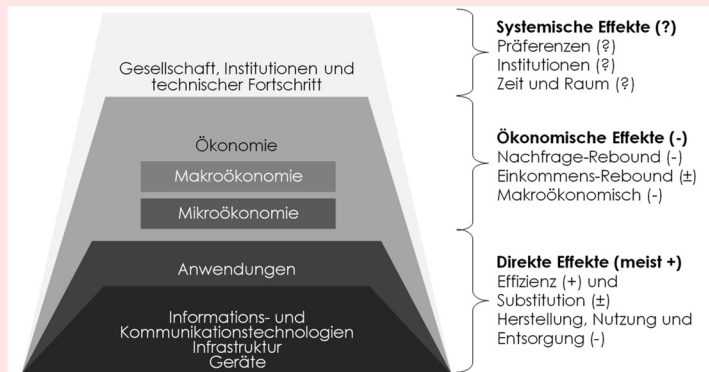 Gesellschaft, Institutionen und
technischer Fortschritt
Ökonomie
Makroökonomie
Mikroökonomie
Anwendungen
Informations- und
Kommunikationstechnologien
Infrastruktur
Geräte
Systemische Effekte (?)
Präferenzen (?)
Institutionen (?)
Zeit und Raum (?)
Ökonomische Effekte (-)
Nachfrage-Rebound (-)
Einkommens-Rebound (±)
Makroökonomisch (-)
Direkte Effekte (meist +)
Effizienz (+) und
Substitution (±)
Herstellung, Nutzung und
Entsorgung (-)